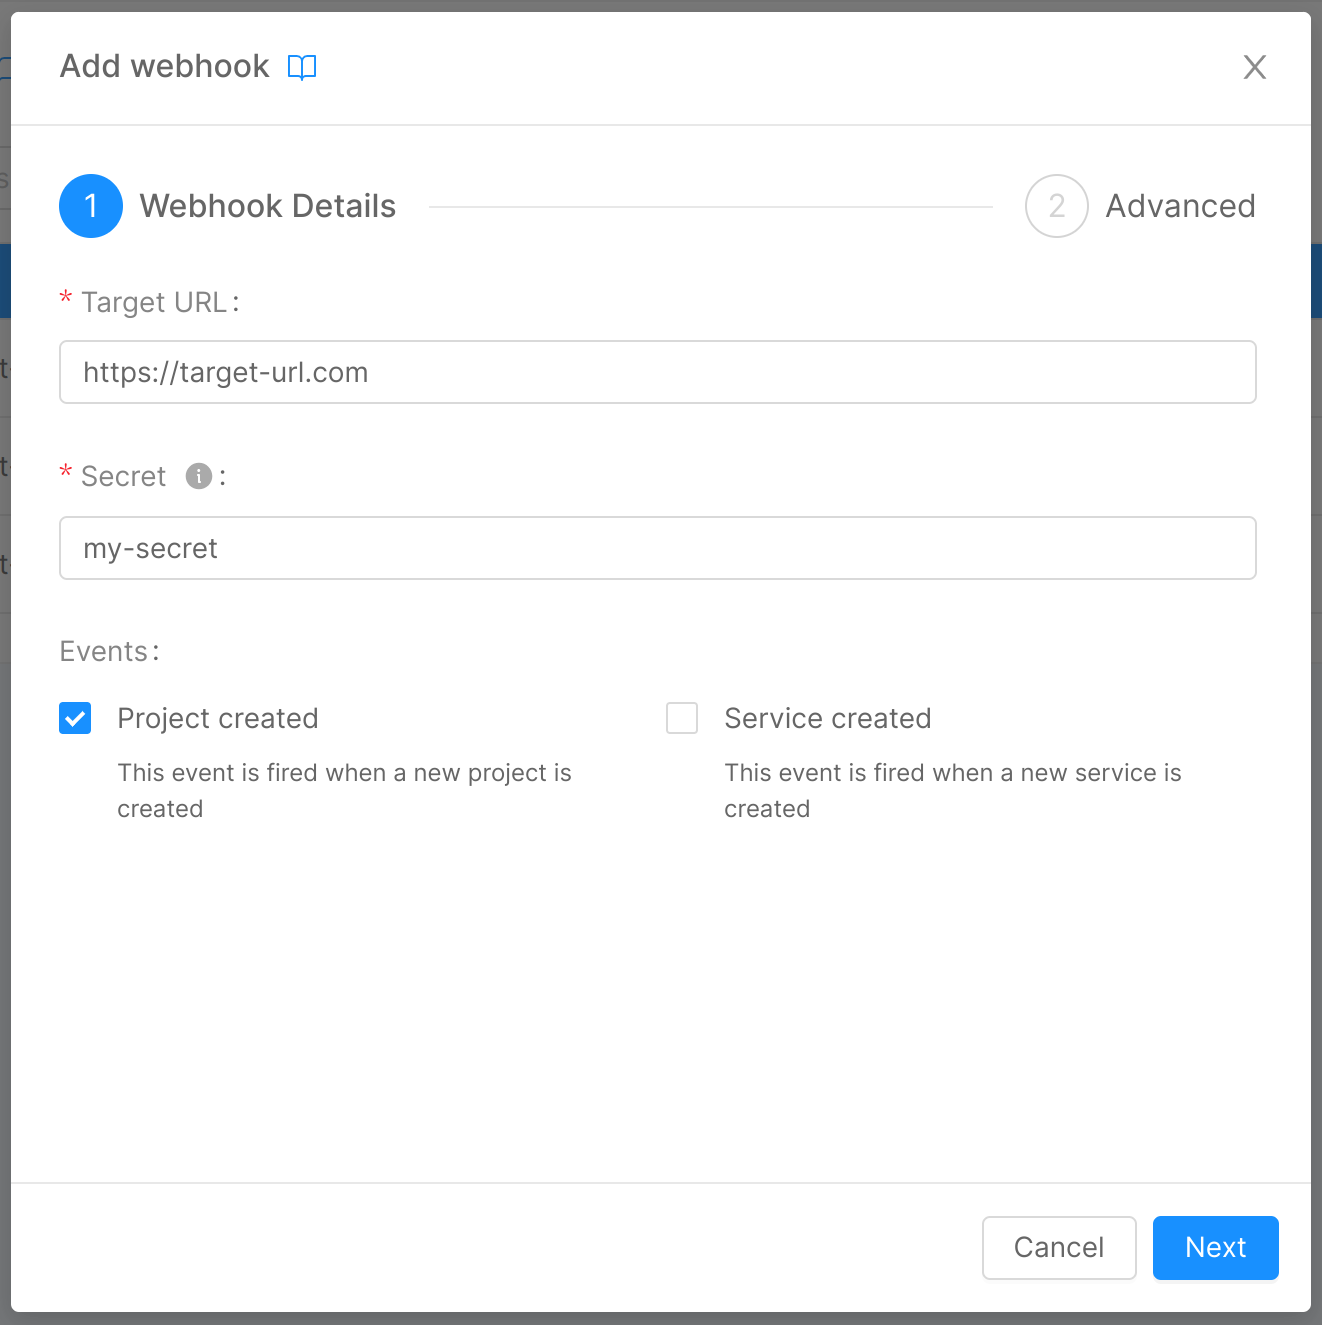 Add webhook
1 Webhook Details 2 Advanced
* Target URL:
https://target-url.com
* Secret :
my-secret
Events:
Project created
This event is fired when a new project is
created
Service created
This event is fired when a new service is
created
Cancel Next